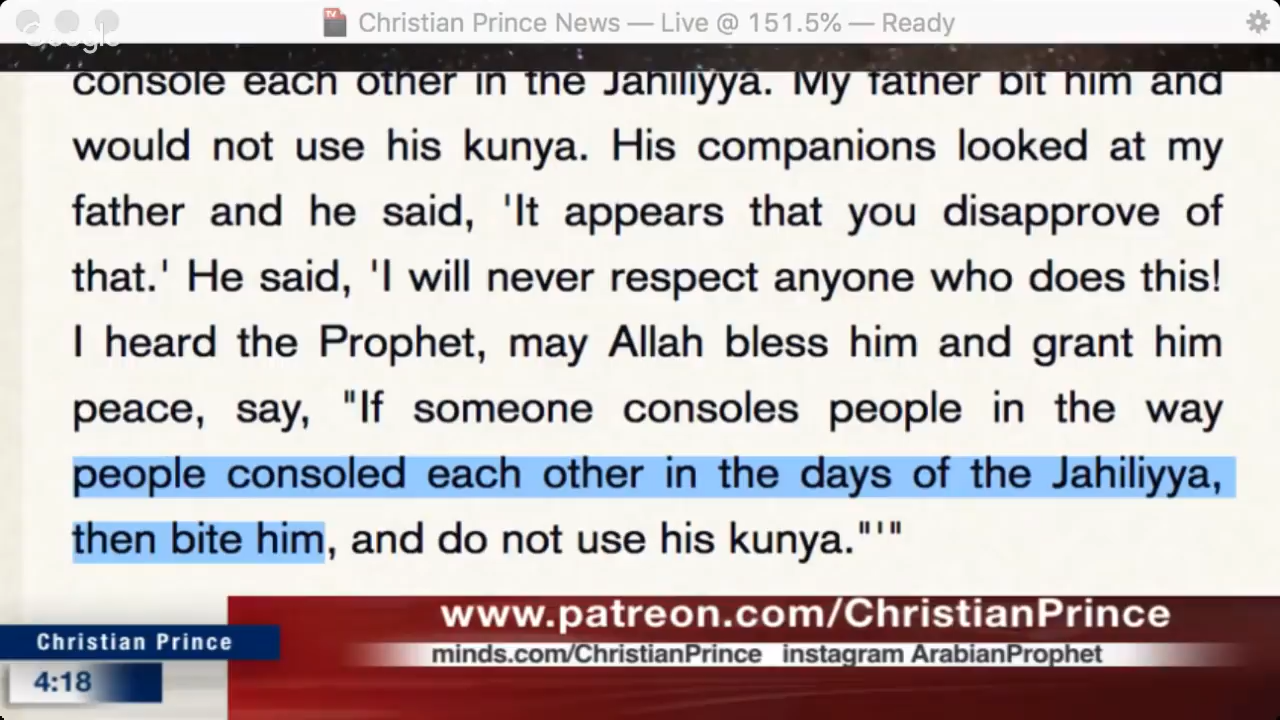 Christian Prince News — Live @ 151.5% — Ready
Google
console each other in the Jahiliyya. My father bit him and
would not use his kunya. His companions looked at my
father and he said, 'It appears that you disapprove of
that.' He said, 'I will never respect anyone who does this!
I heard the Prophet, may Allah bless him and grant him
peace, say, "If someone consoles people in the way
people consoled each other in the days of the Jahiliyya,
then bite him, and do not use his kunya."'"
www.patreon.com/ChristianPrince
Christian Prince
minds.com/ChristianPrince instagram ArabianProphet
4:18